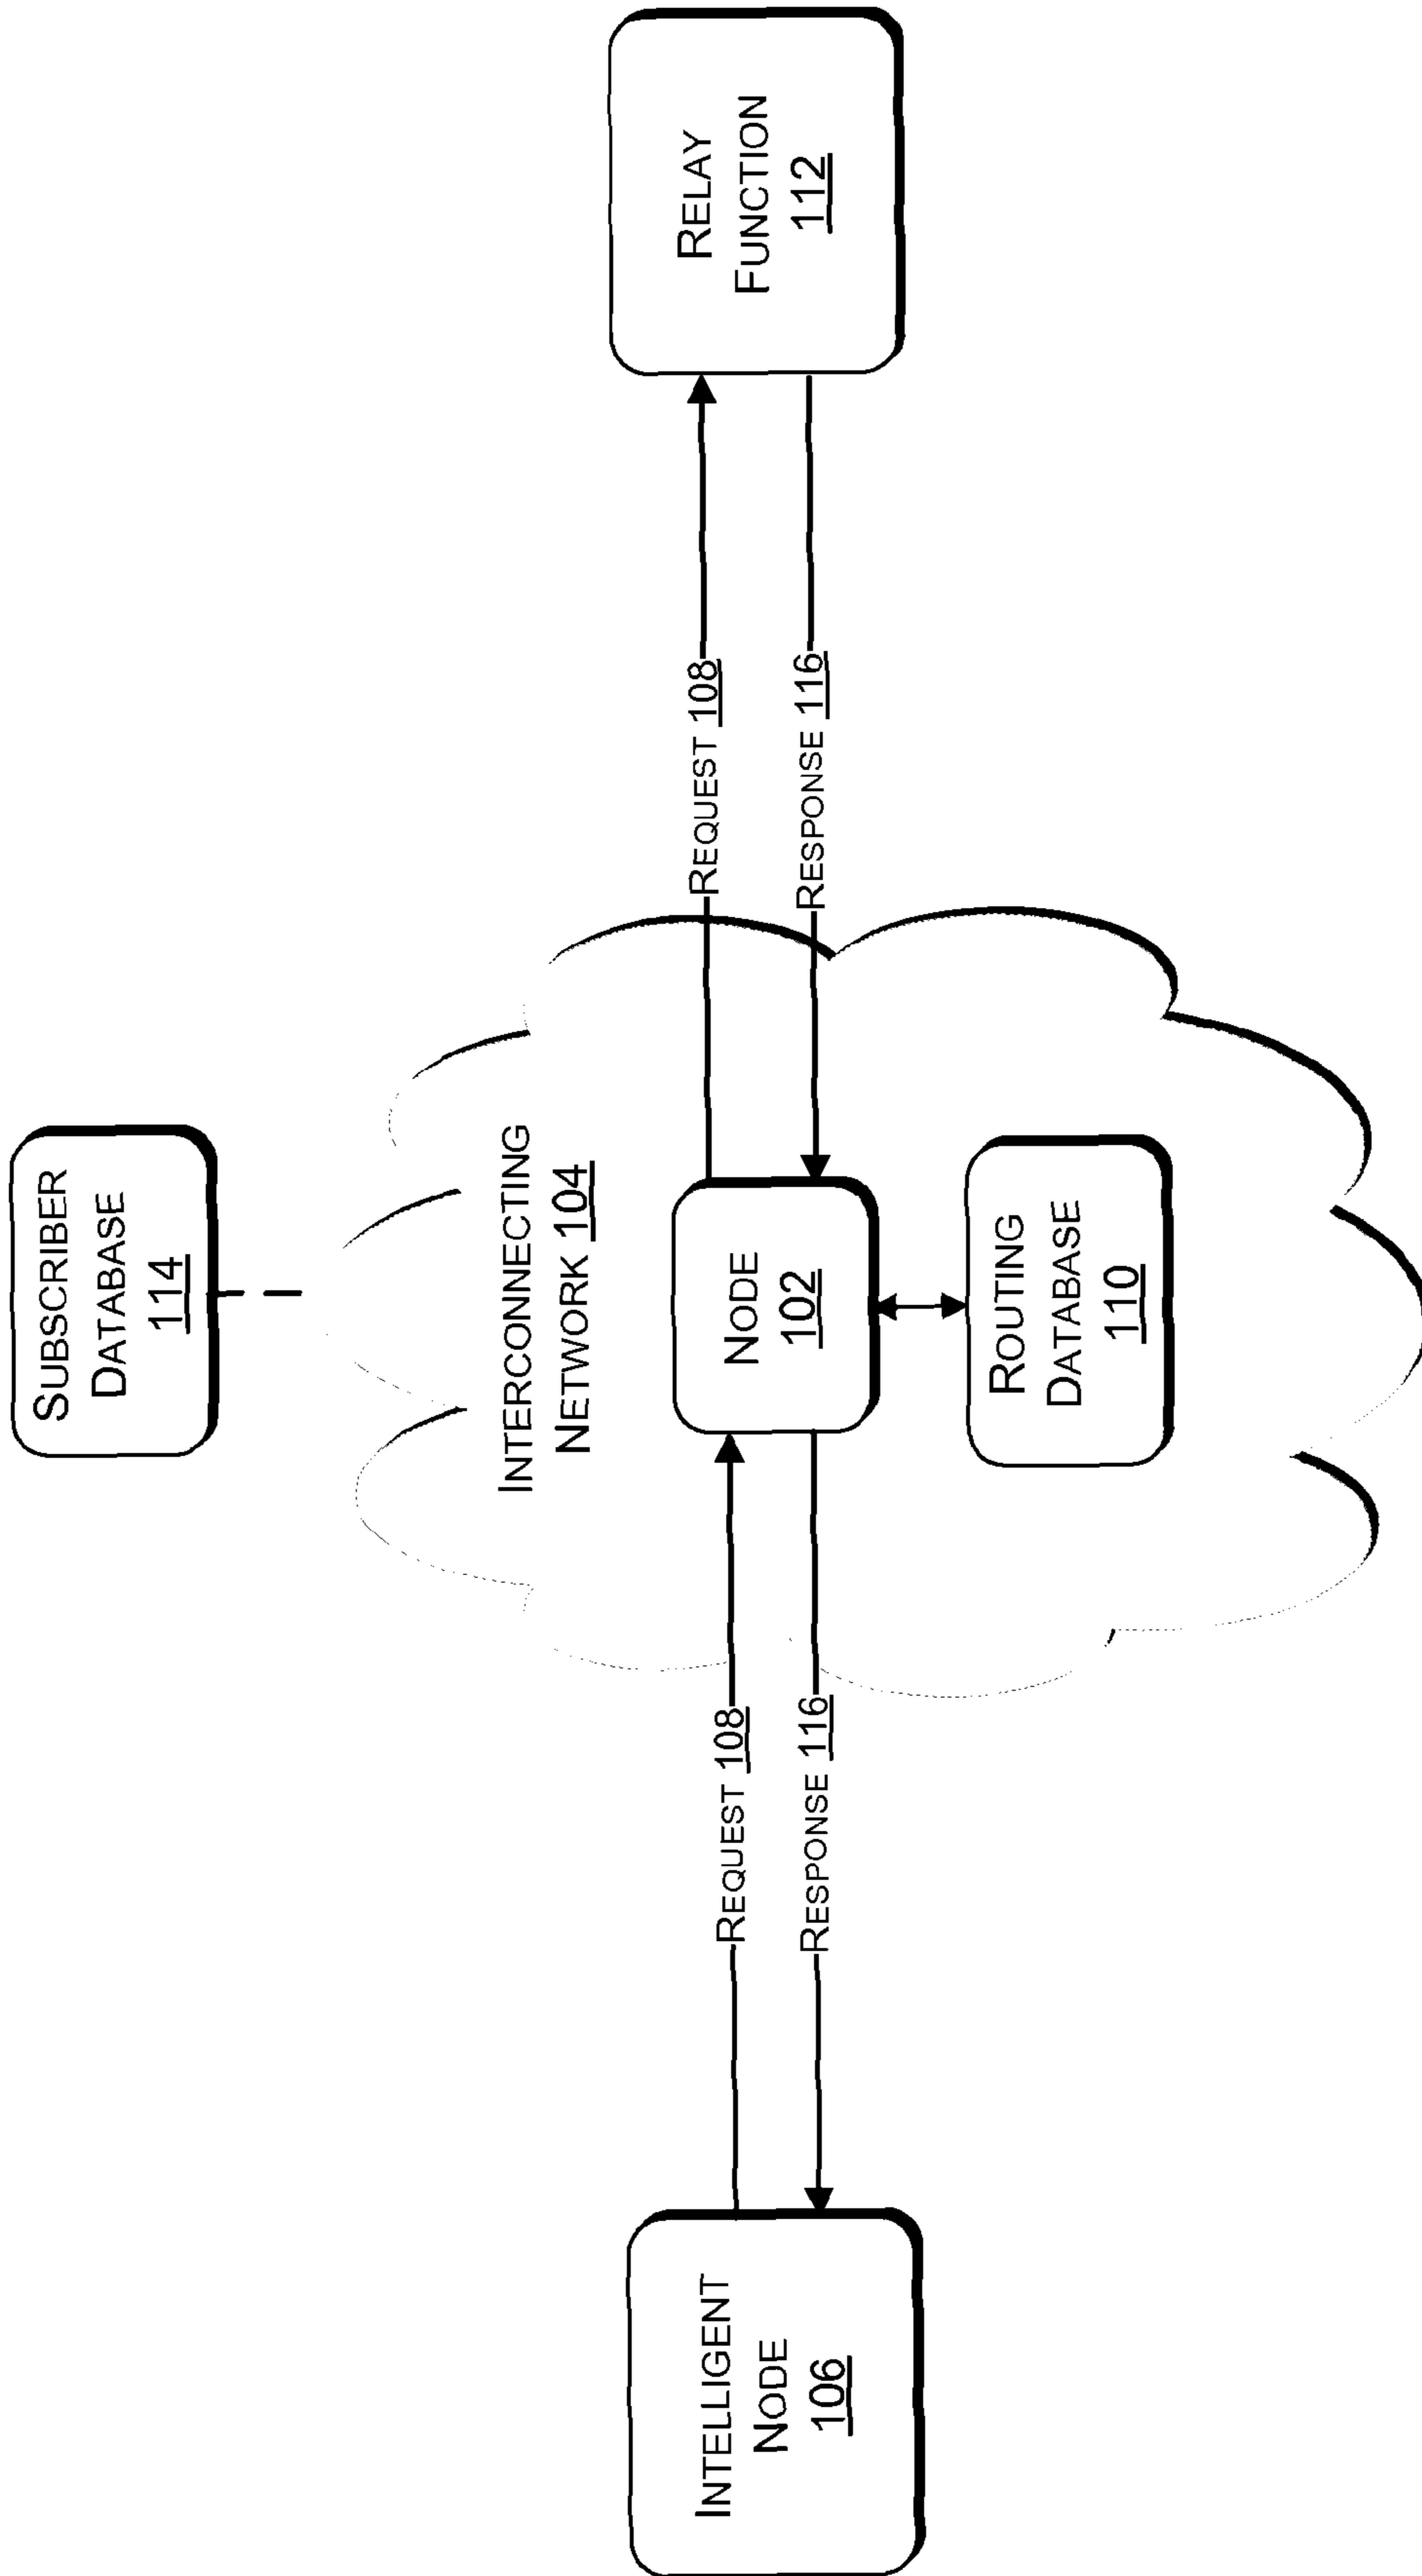 SUBSCRIBER
DATABASE
114
INTERCONNECTING
NETWORK 104
INTELLIGENT
NODE
106
REQUEST 108
RESPONSE 116
NODE
102
REQUEST 108
RESPONSE 116
RELAY
FUNCTION
112
ROUTING
DATABASE
110